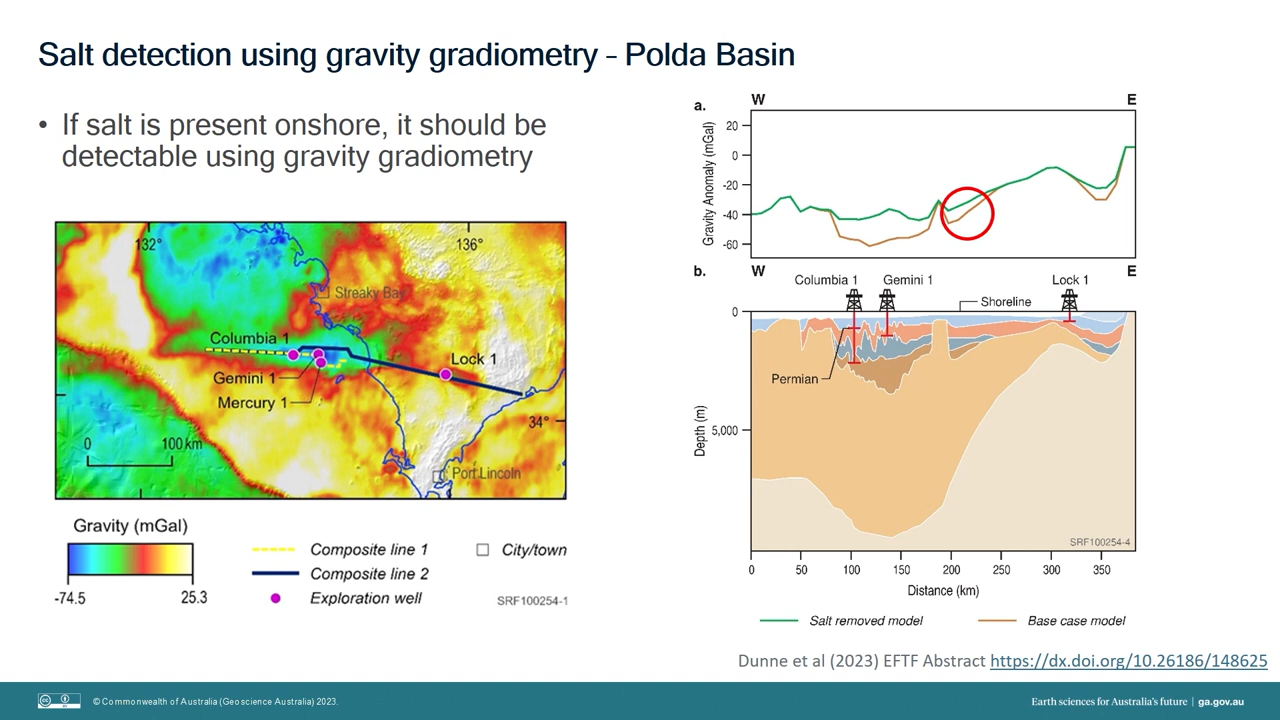 Salt detection using gravity gradiometry – Polda Basin
• If salt is present onshore, it should be
detectable using gravity gradiometry
132°
136°
Streaky Bay
Columbia 1
Lock 1
Gemini 1
Mercury 1
34°
0
100 km
Port Lincoln
Gravity (mGal)
-74.5
25.3
Composite line 1
Composite line 2
Exploration well
City/town
SRF100254-1
a.
W
E
Gravity Anomaly (mGal)
20
0
-20
-40
-60
b.
W
E
Columbia 1
Gemini 1
Lock 1
Shoreline
Permian
Depth (m)
0
5,000
SRF100254-4
0
50
100
150
200
250
300
350
Distance (km)
Salt removed model
Base case model
Dunne et al (2023) EFTF Abstract https://dx.doi.org/10.26186/148625
cc
BY
© Commonwealth of Australia (Geoscience Australia) 2023.
Earth sciences for Australia's future | ga.gov.au